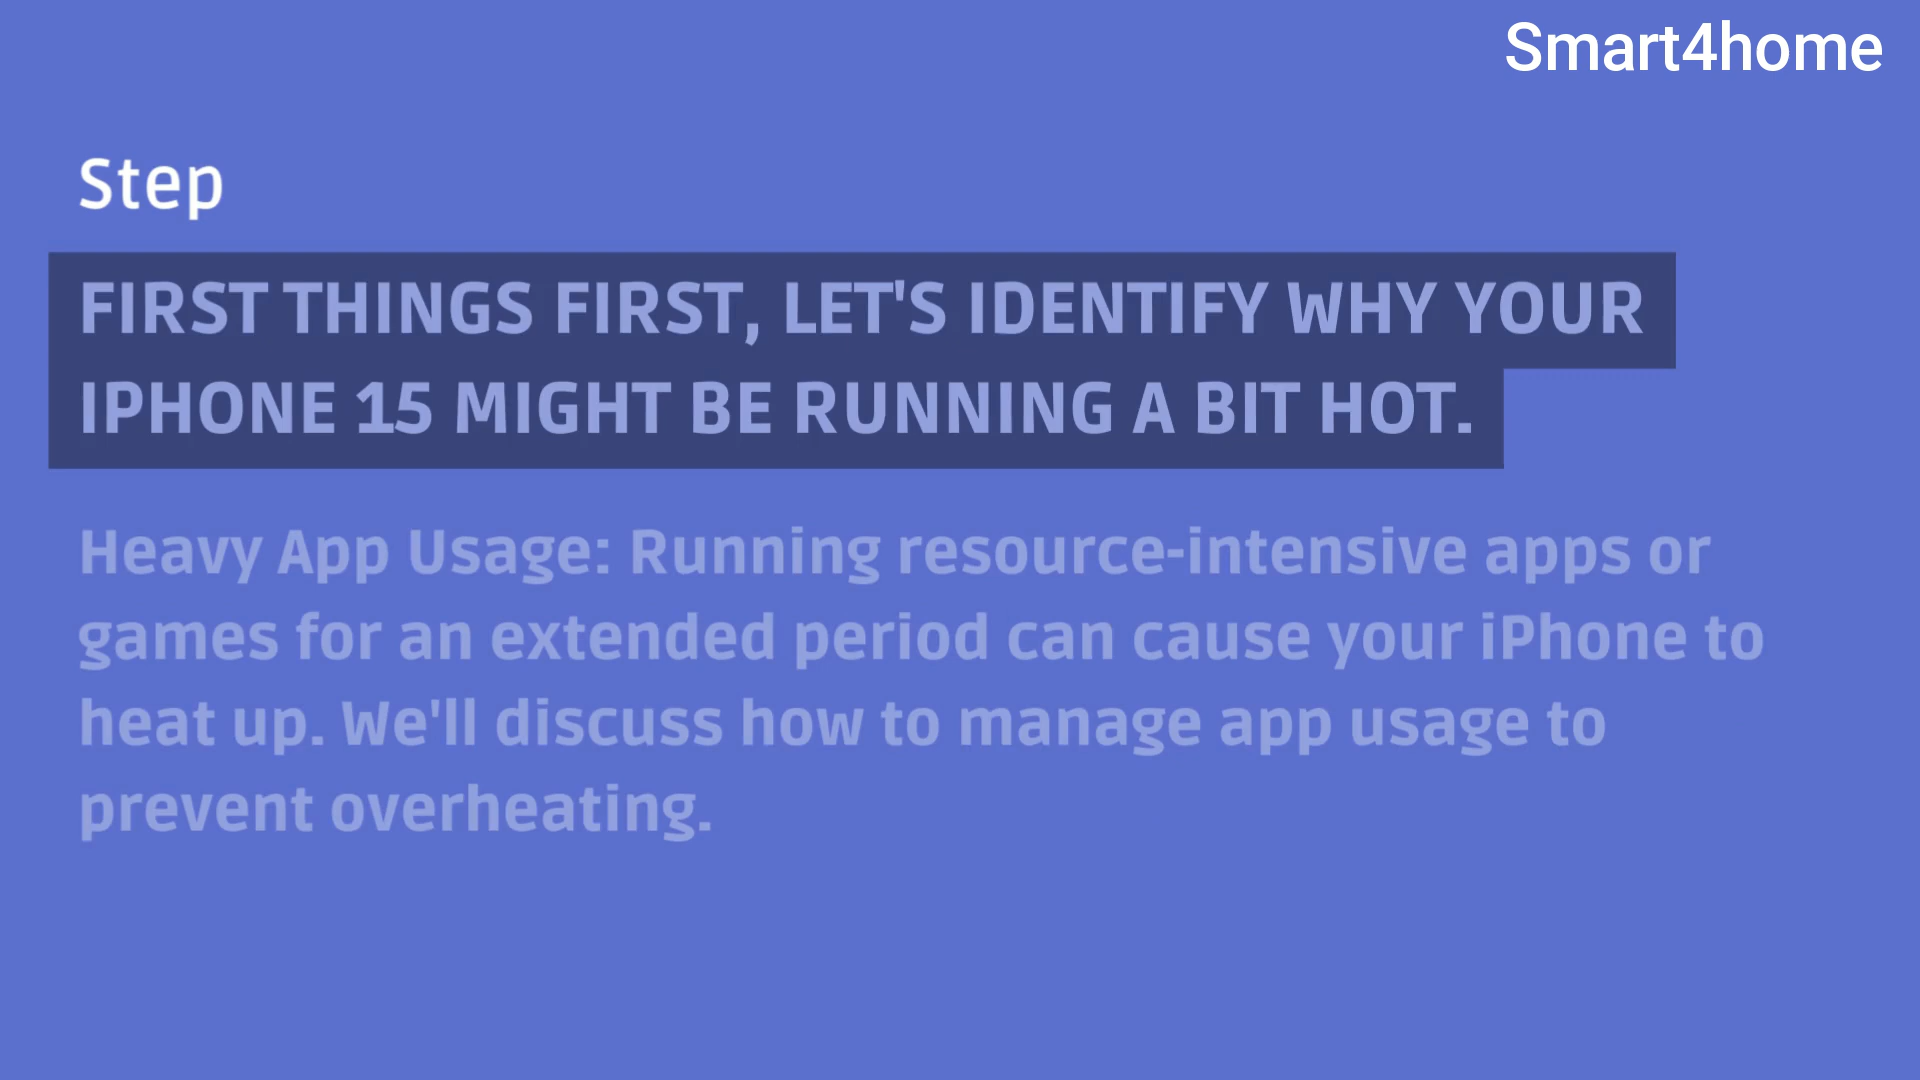 Smart4home
Step
FIRST THINGS FIRST, LET'S IDENTIFY WHY YOUR
IPHONE 15 MIGHT BE RUNNING A BIT HOT.
Heavy App Usage: Running resource-intensive apps or
games for an extended period can cause your iPhone to
heat up. We'll discuss how to manage app usage to
prevent overheating.